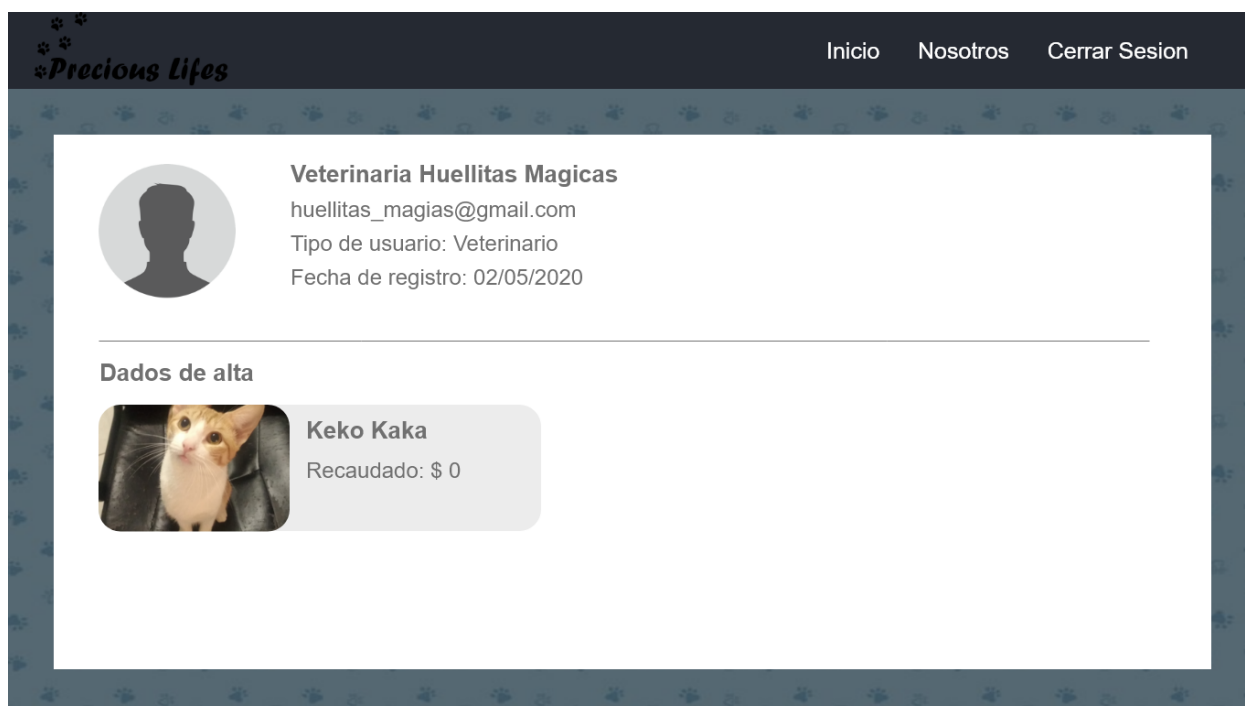 Precious Lifes
Inicio Nosotros Cerrar Sesion
Veterinaria Huellitas Magicas
huellitas_magias@gmail.com
Tipo de usuario: Veterinario
Fecha de registro: 02/05/2020
Dados de alta
Keko Kaka
Recaudado: $ 0